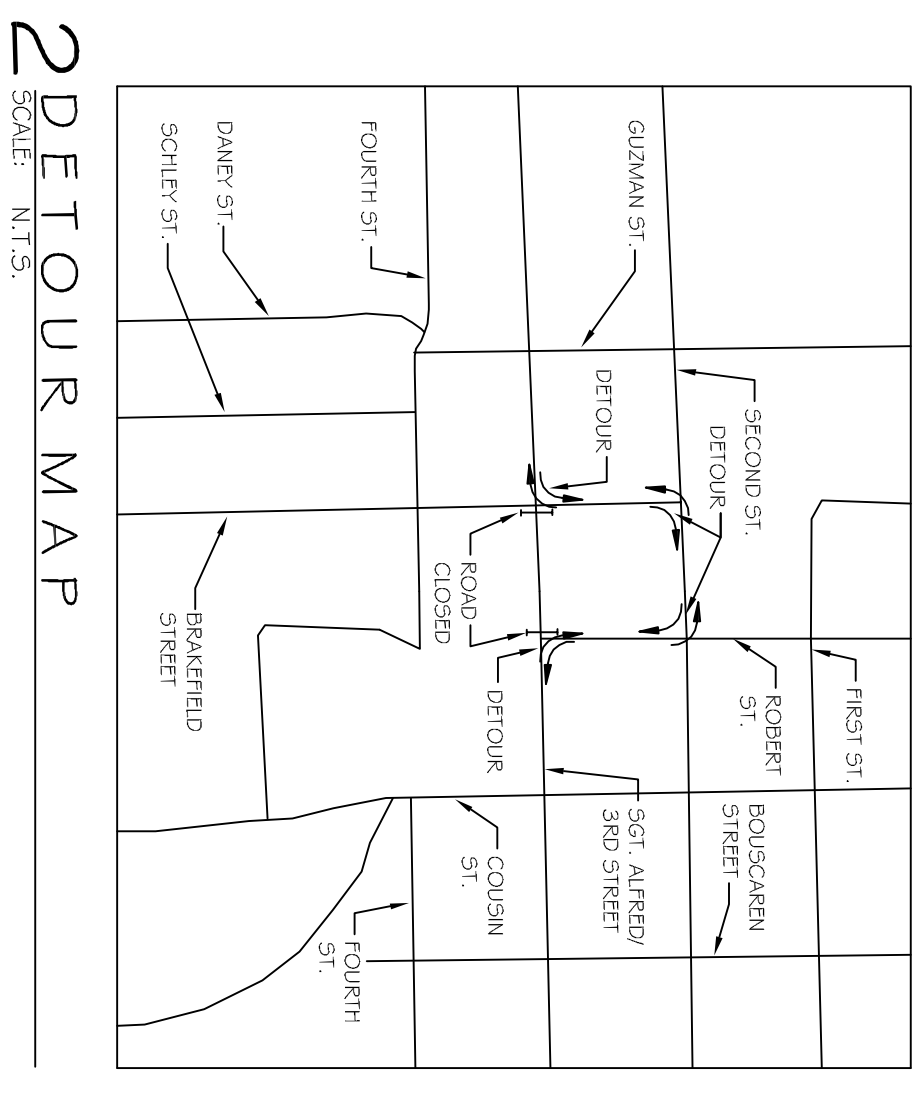 FIRST ST.
ROBERT
ST.
BOUSCAREN
STREET
SECOND ST.
DETOUR
GUZMAN ST.
SGT. ALFRED/
3RD STREET
DETOUR
DETOUR
COUSIN
ST.
ROAD
CLOSED
FOURTH ST.
FOURTH
ST.
DANEY ST.
BRAKEFIELD
STREET
SCHLEY ST.
2 DETOUR MAP
SCALE: N.T.S.